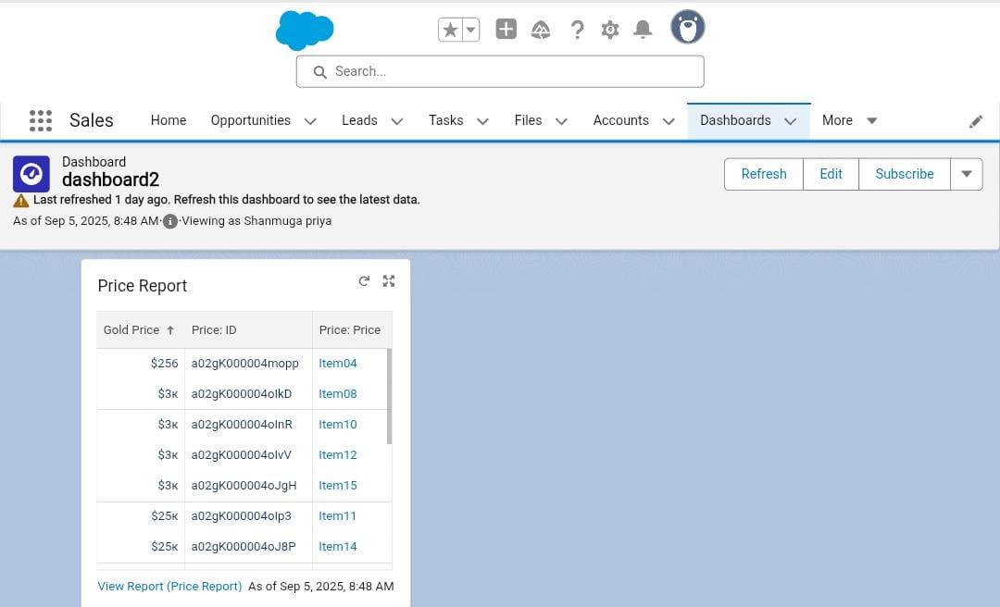 Search...
Sales Home Opportunities Leads Tasks Files Accounts Dashboards More
Dashboard
dashboard2
Refresh Edit Subscribe
Last refreshed 1 day ago. Refresh this dashboard to see the latest data.
As of Sep 5, 2025, 8:48 AM·i·Viewing as Shanmuga priya
Price Report
Gold Price ↑ Price: ID Price: Price
$256 a02gK000004mopp Item04
$3K a02gK000004oIkD Item08
$3K a02gK000004oInR Item10
$3K a02gK000004oIvV Item12
$3K a02gK000004oJgH Item15
$25K a02gK000004oIp3 Item11
$25K a02gK000004oJ8P Item14
View Report (Price Report) As of Sep 5, 2025, 8:48 AM